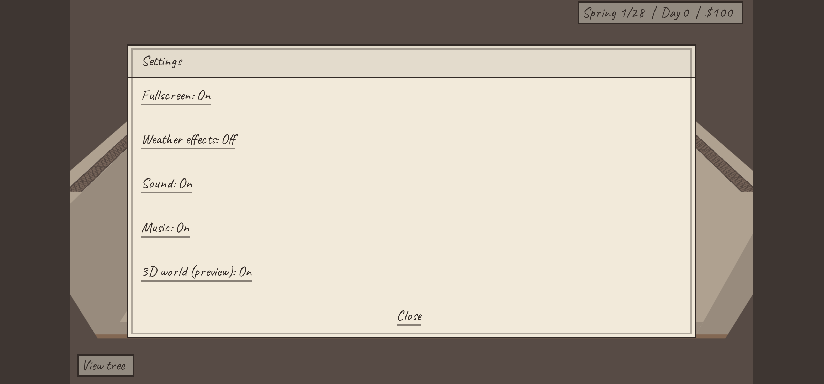 Spring 1/28 | Day 0 | $100
Settings
Fullscreen: On
Weather effects: Off
Sound: On
Music: On
3D world (preview): On
Close
View tree